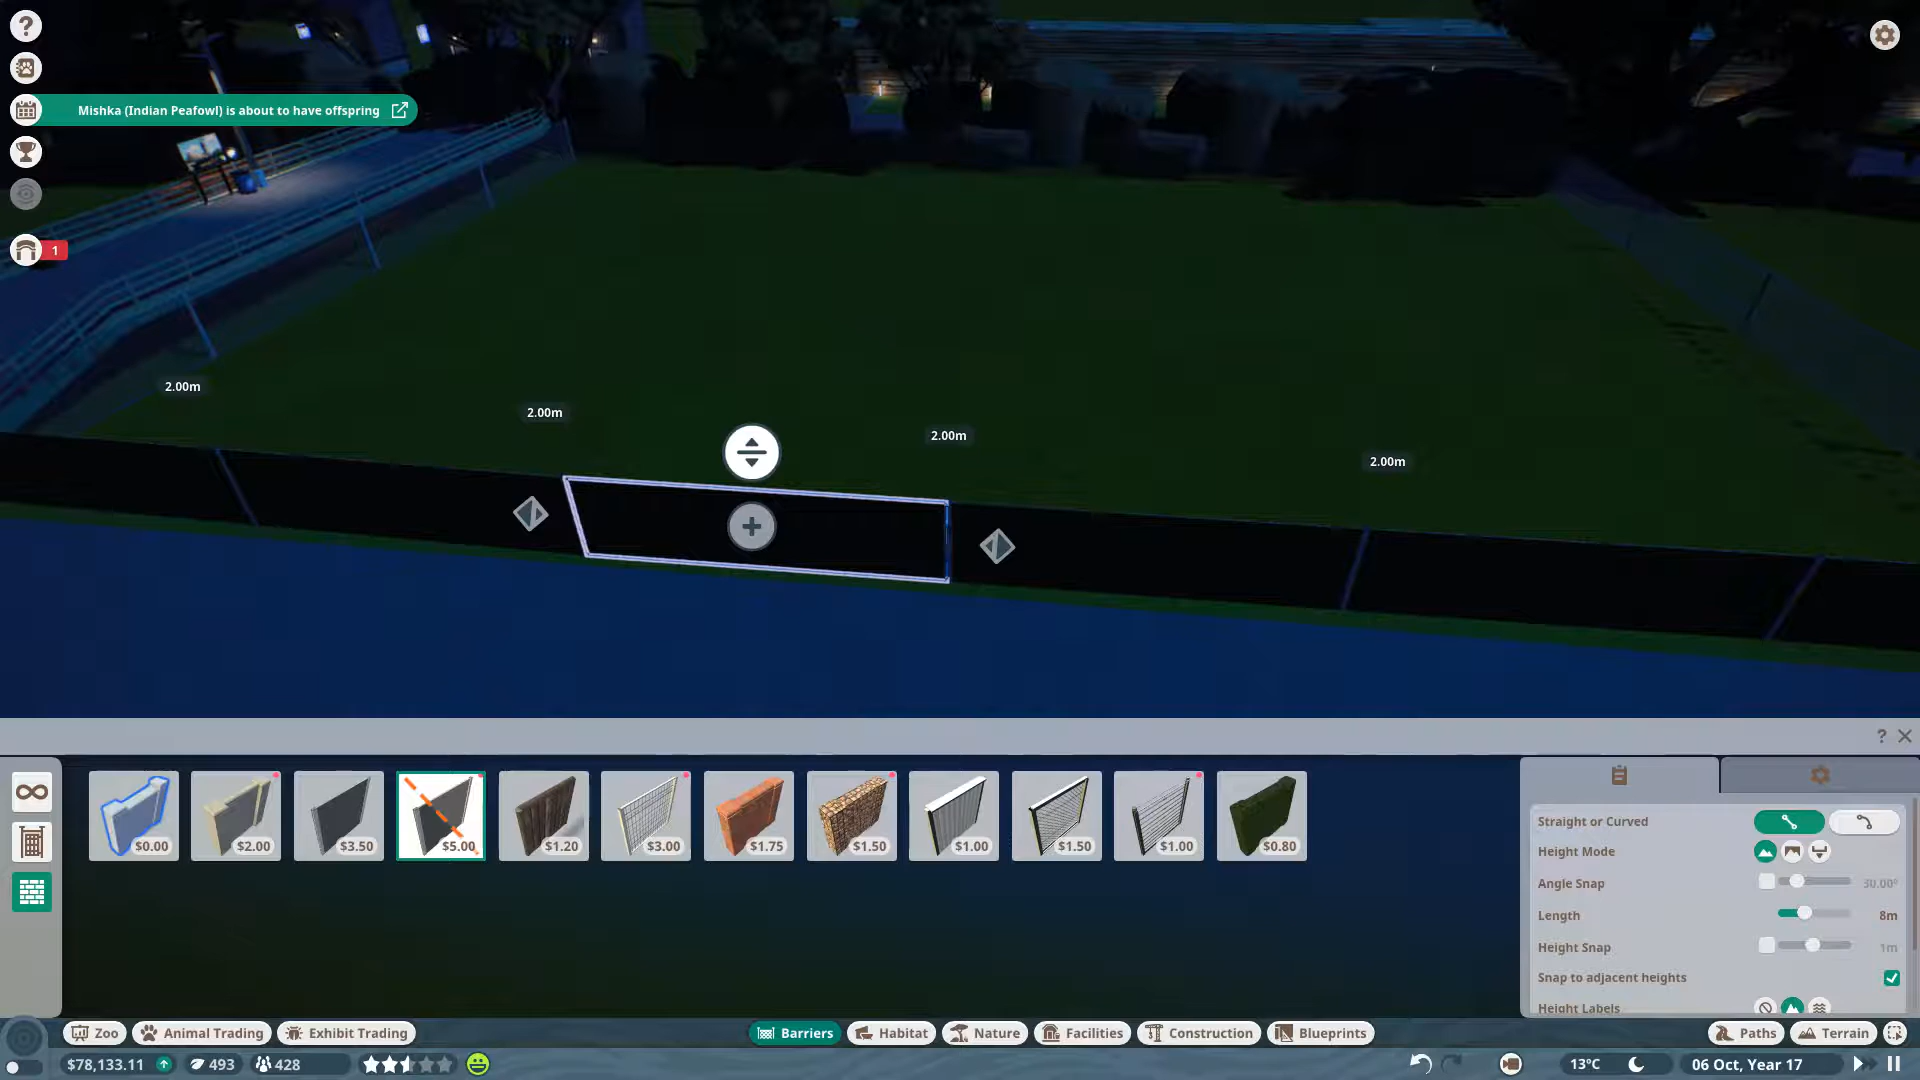 ?
Mishka (Indian Peafowl) is about to have offspring
1
2.00m
2.00m
2.00m
2.00m
?
$0.00
$2.00
$3.50
$5.00
$1.20
$3.00
$1.75
$1.50
$1.00
$1.50
$1.00
$0.80
Straight or Curved
Height Mode
Angle Snap 30.00°
Length 8m
Height Snap 1m
Snap to adjacent heights
Height Labels
Zoo Animal Trading Exhibit Trading Barriers Habitat Nature Facilities Construction Blueprints Paths Terrain
$78,133.11 493 428 13°C 06 Oct, Year 17